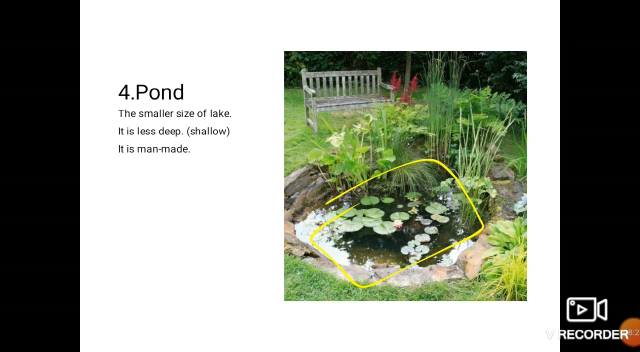 4.Pond
The smaller size of lake.
It is less deep. (shallow)
It is man-made.
V RECORDER